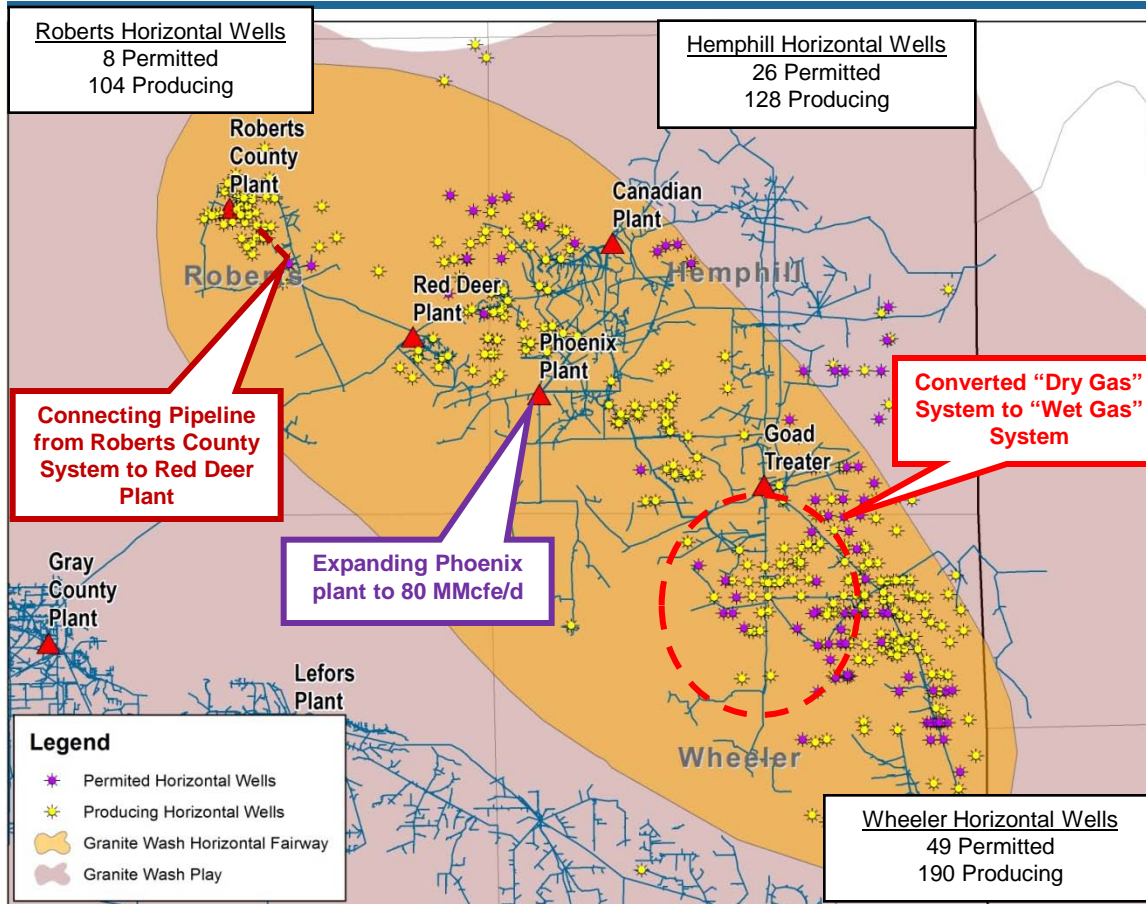 Roberts Horizontal Wells
8 Permitted
104 Producing
Hemphill Horizontal Wells
26 Permitted
128 Producing
Roberts
County
Plant
Canadian
Plant
Roberts
Hemphill
Red Deer
Plant
Phoenix
Plant
Connecting Pipeline
from Roberts County
System to Red Deer
Plant
Converted “Dry Gas”
System to “Wet Gas”
System
Goad
Treater
Expanding Phoenix
plant to 80 MMcfe/d
Gray
County
Plant
Lefors
Plant
Wheeler
Legend
Permited Horizontal Wells
Producing Horizontal Wells
Granite Wash Horizontal Fairway
Granite Wash Play
Wheeler Horizontal Wells
49 Permitted
190 Producing